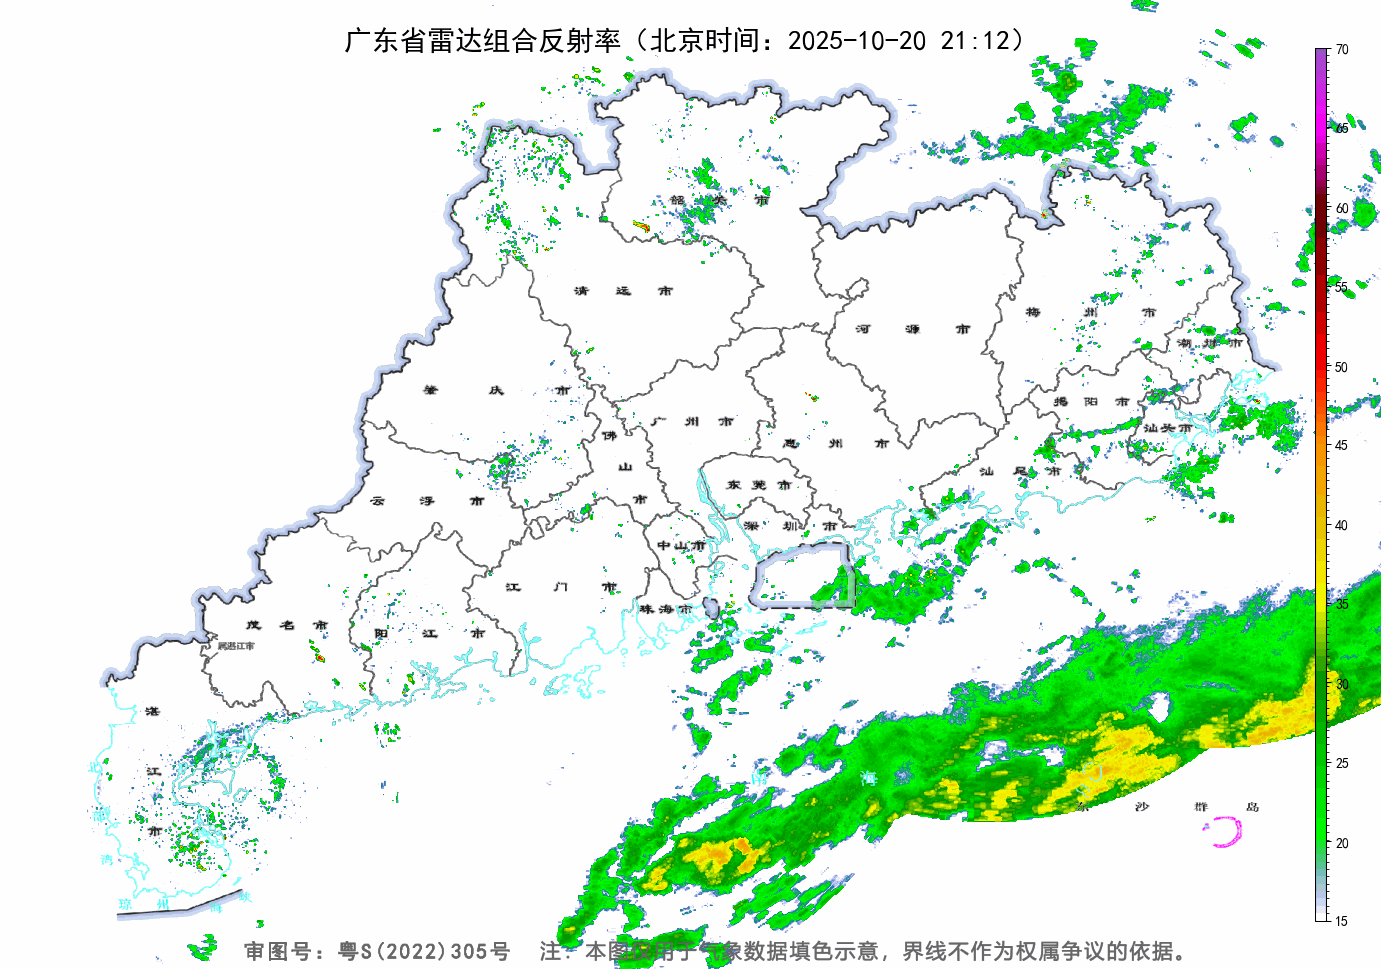 广东省雷达组合反射率（北京时间：2025-10-20 21:12）
70
65
60
55
50
45
40
35
30
25
20
15
韶关市
清远市
河源市
梅州市
潮州市
肇庆市
揭阳市
广州市
汕头市
佛山市
惠州市
汕尾市
东莞市
云浮市
深圳市
中山市
江门市
珠海市
茂名市
阳江市
属湛江市
湛江市
南海
东沙群岛
北部湾
琼州海峡
审图号：粤S(2022)305号 注：本图仅用于气象数据填色示意，界线不作为权属争议的依据。